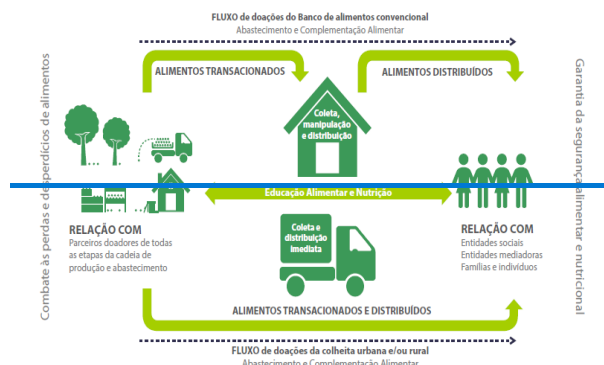 FLUXO de doações do Banco de alimentos convencional
Abastecimento e Complementação Alimentar
ALIMENTOS TRANSACIONADOS
ALIMENTOS DISTRIBUÍDOS
Combate às perdas e desperdícios de alimentos
Coleta,
manipulação
e distribuição
Garantia da segurança alimentar e nutricional
Educação Alimentar e Nutrição
RELAÇÃO COM
Parceiros doadores de todas
as etapas da cadeia de
produção e abastecimento
Coleta e
distribuição
imediata
RELAÇÃO COM
Entidades sociais
Entidades mediadoras
Famílias e indivíduos
ALIMENTOS TRANSACIONADOS E DISTRIBUÍDOS
FLUXO de doações da colheita urbana e/ou rural
Abastecimento e Complementação Alimentar